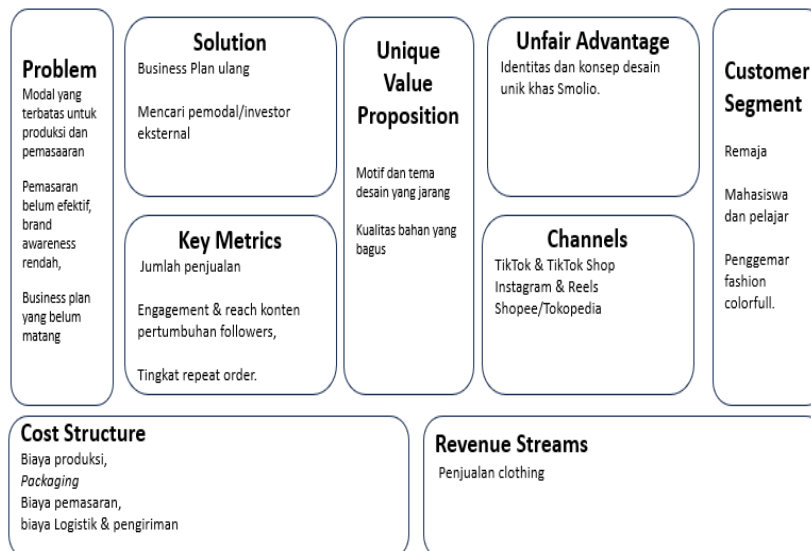 Problem
Modal yang
terbatas untuk
produksi dan
pemasaaran
Pemasaran
belum efektif,
brand
awareness
rendah,
Business plan
yang belum
matang
Solution
Business Plan ulang
Mencari pemodal/investor
eksternal
Key Metrics
Jumlah penjualan
Engagement & reach konten
pertumbuhan followers,
Tingkat repeat order.
Unique
Value
Proposition
Motif dan tema
desain yang jarang
Kualitas bahan yang
bagus
Unfair Advantage
Identitas dan konsep desain
unik khas Smolio.
Channels
TikTok & TikTok Shop
Instagram & Reels
Shopee/Tokopedia
Customer
Segment
Remaja
Mahasiswa
dan pelajar
Penggemar
fashion
colorfull.
Cost Structure
Biaya produksi,
Packaging
Biaya pemasaran,
biaya Logistik & pengiriman
Revenue Streams
Penjualan clothing